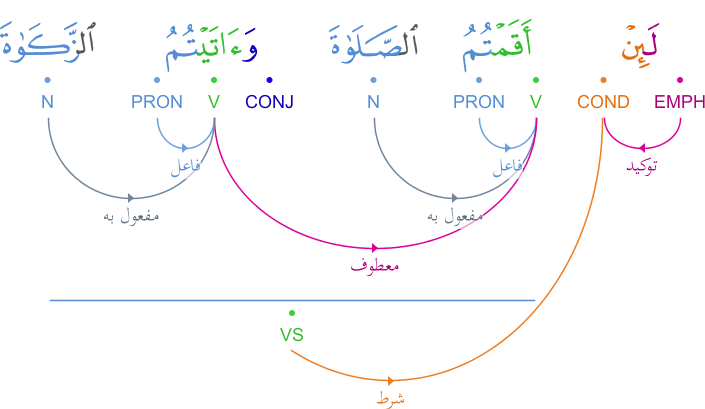 لَئِنْ أَقَمْتُمُ ٱلصَّلَوٰةَ وَءَاتَيْتُمُ ٱلزَّكَوٰةَ
EMPH COND V PRON N CONJ V PRON N
توكيد فاعل فاعل
مفعول به مفعول به
معطوف
VS
شرط